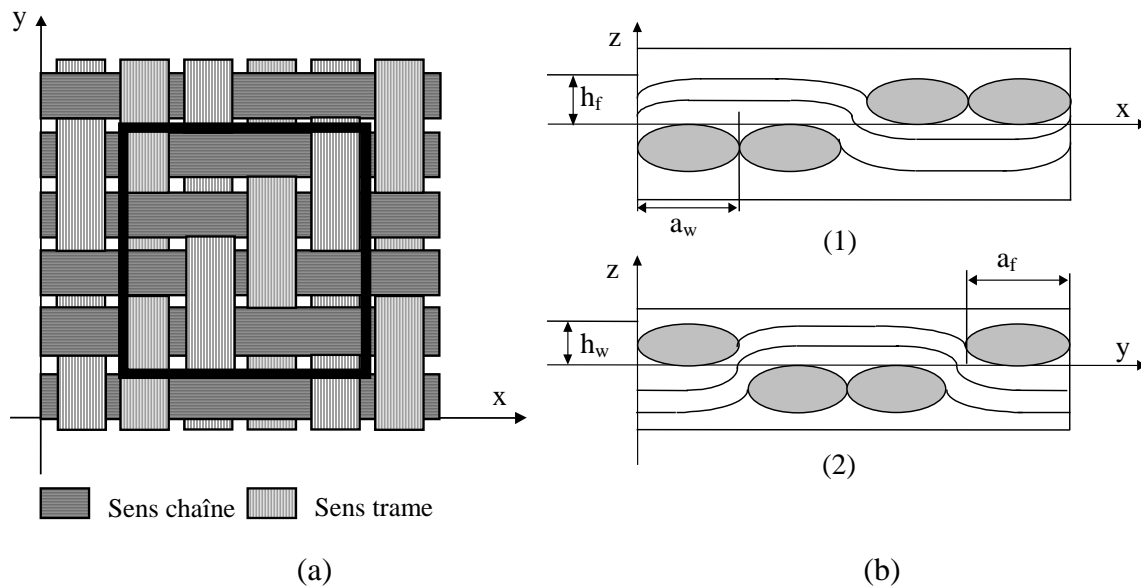 y
x
Sens chaîne
Sens trame
(a)
z
h_f
x
a_w
(1)
z
a_f
h_w
y
(2)
(b)